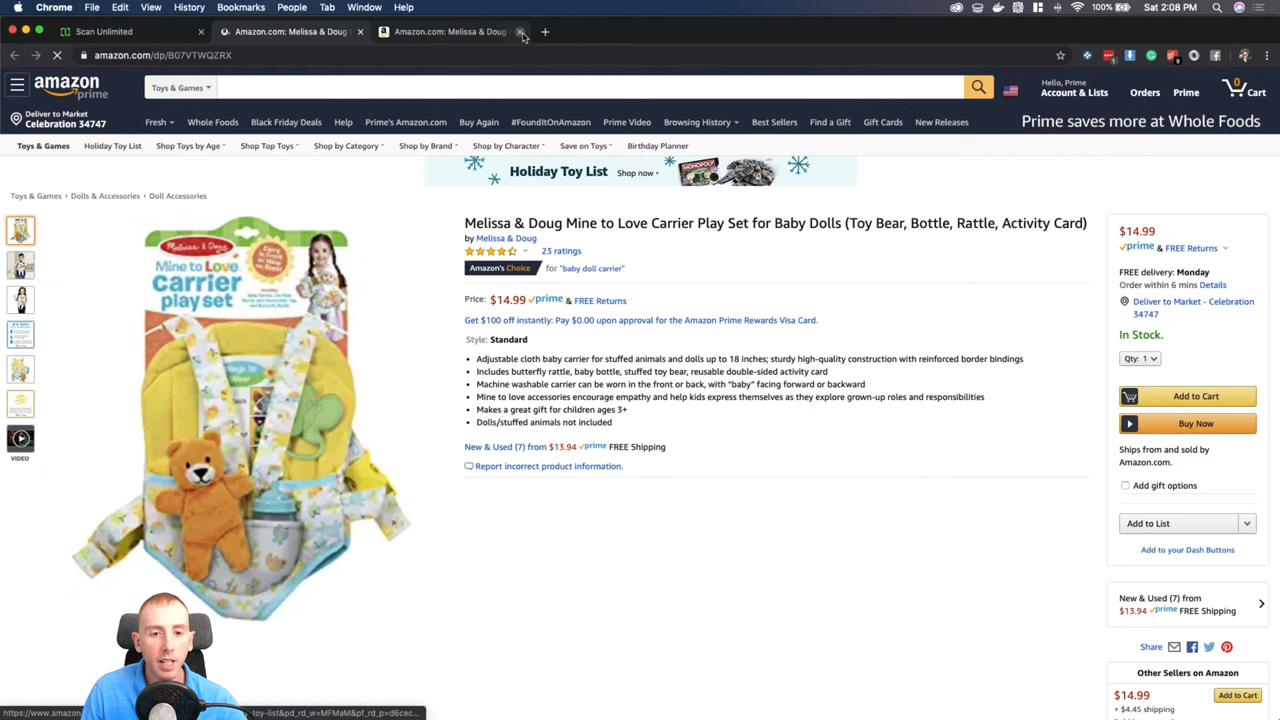 Chrome File Edit View History Bookmarks People Tab Window Help 100% Sat 2:08 PM
Scan Unlimited Amazon.com: Melissa & Doug Amazon.com: Melissa & Doug
amazon.com/dp/B07VTWQZRX
amazon prime Toys & Games Hello, Prime Account & Lists Orders Prime 0 Cart
Deliver to Market
Celebration 34747
Fresh Whole Foods Black Friday Deals Help Prime's Amazon.com Buy Again #FoundItOnAmazon Prime Video Browsing History Best Sellers Find a Gift Gift Cards New Releases Prime saves more at Whole Foods
Toys & Games Holiday Toy List Shop Toys by Age Shop Top Toys Shop by Category Shop by Brand Shop by Character Save on Toys Birthday Planner
Holiday Toy List Shop now MONOPOLY
Toys & Games › Dolls & Accessories › Doll Accessories
Melissa & Doug
Mine to Love
carrier
play set
VIDEO
Melissa & Doug Mine to Love Carrier Play Set for Baby Dolls (Toy Bear, Bottle, Rattle, Activity Card)
by Melissa & Doug
23 ratings
Amazon's Choice for "baby doll carrier"
Price: $14.99 prime & FREE Returns
Get $100 off instantly: Pay $0.00 upon approval for the Amazon Prime Rewards Visa Card.
Style: Standard
Adjustable cloth baby carrier for stuffed animals and dolls up to 18 inches; sturdy high-quality construction with reinforced border bindings
Includes butterfly rattle, baby bottle, stuffed toy bear, reusable double-sided activity card
Machine washable carrier can be worn in the front or back, with "baby" facing forward or backward
Mine to love accessories encourage empathy and help kids express themselves as they explore grown-up roles and responsibilities
Makes a great gift for children ages 3+
Dolls/stuffed animals not included
New & Used (7) from $13.94 prime FREE Shipping
Report incorrect product information.
$14.99
prime & FREE Returns
FREE delivery: Monday
Order within 6 mins Details
Deliver to Market - Celebration
34747
In Stock.
Qty: 1
Add to Cart
Buy Now
Ships from and sold by
Amazon.com.
Add gift options
Add to List
Add to your Dash Buttons
New & Used (7) from
$13.94 prime FREE Shipping
Share
Other Sellers on Amazon
$14.99 Add to Cart
+ $4.45 shipping
https://www.amazon toy-list&pd_rd_w=MFMaM&pf_rd_p=d6cec...